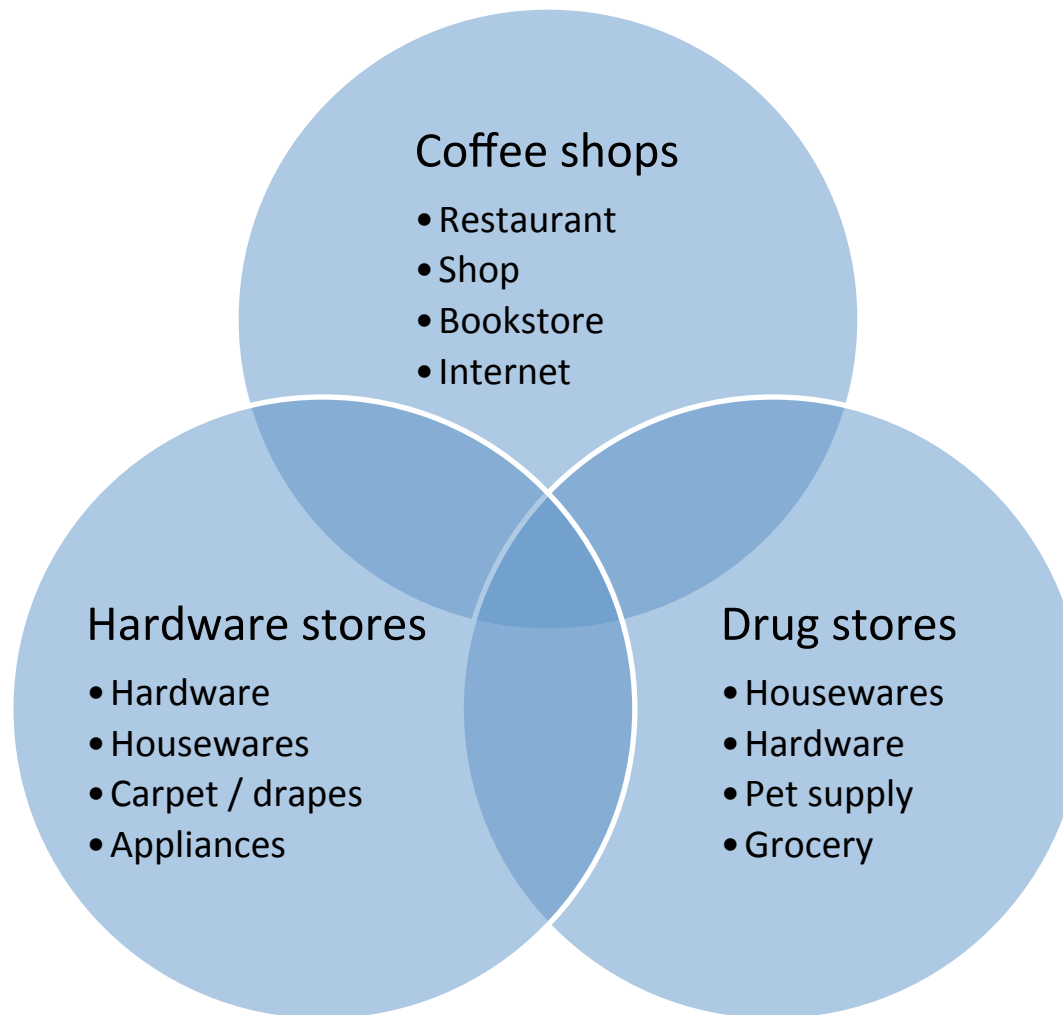 Coffee shops
•Restaurant
•Shop
•Bookstore
•Internet
Hardware stores
•Hardware
•Housewares
•Carpet / drapes
•Appliances
Drug stores
•Housewares
•Hardware
•Pet supply
•Grocery